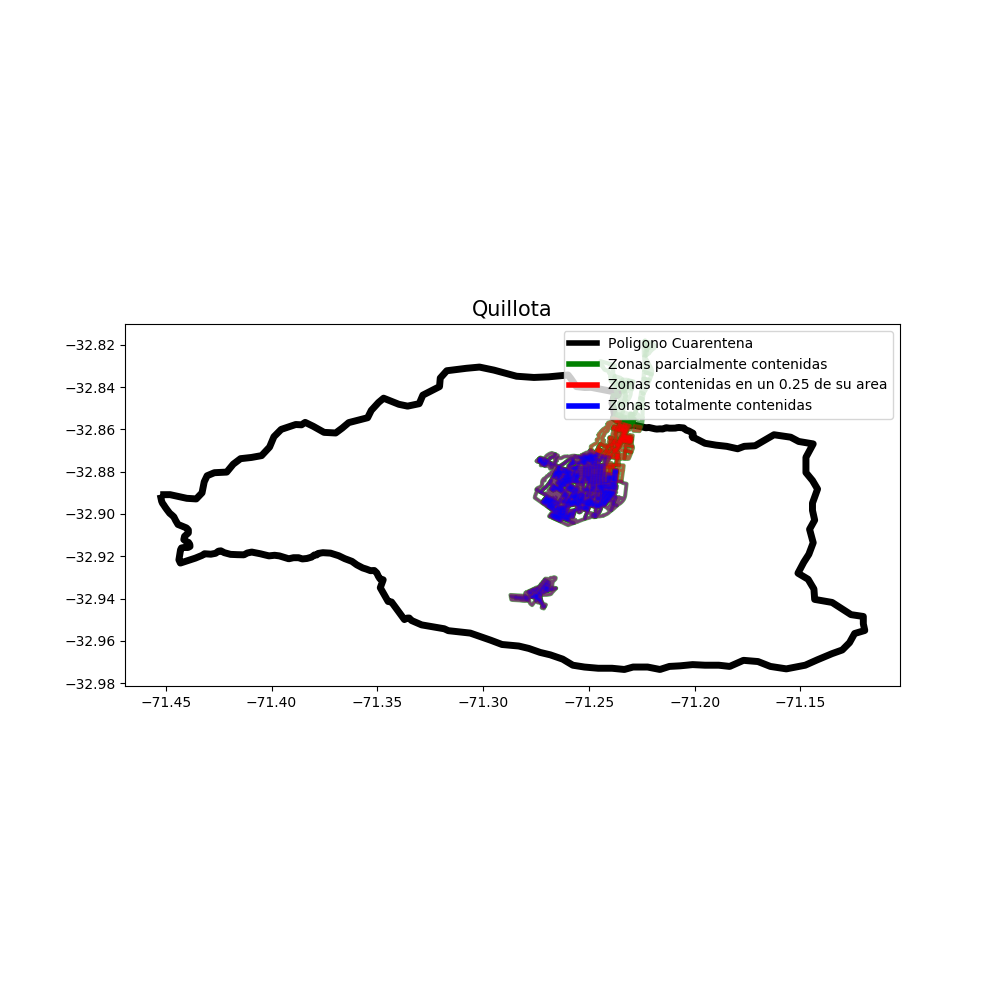 Quillota
Poligono Cuarentena
Zonas parcialmente contenidas
Zonas contenidas en un 0.25 de su area
Zonas totalmente contenidas
−32.82
−32.84
−32.86
−32.88
−32.90
−32.92
−32.94
−32.96
−32.98
−71.45 −71.40 −71.35 −71.30 −71.25 −71.20 −71.15